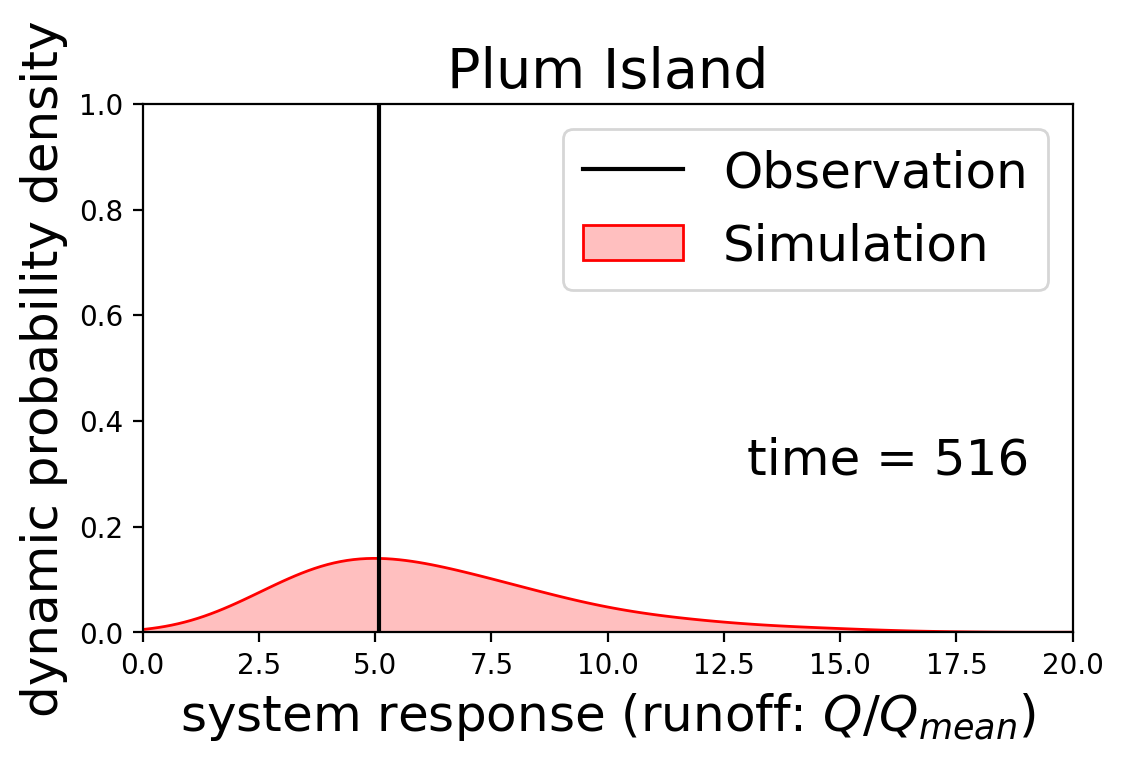 Plum Island
dynamic probability density
1.0
0.8
0.6
0.4
0.2
0.0
Observation
Simulation
time = 516
0.0 2.5 5.0 7.5 10.0 12.5 15.0 17.5 20.0
system response (runoff: Q/Qmean)